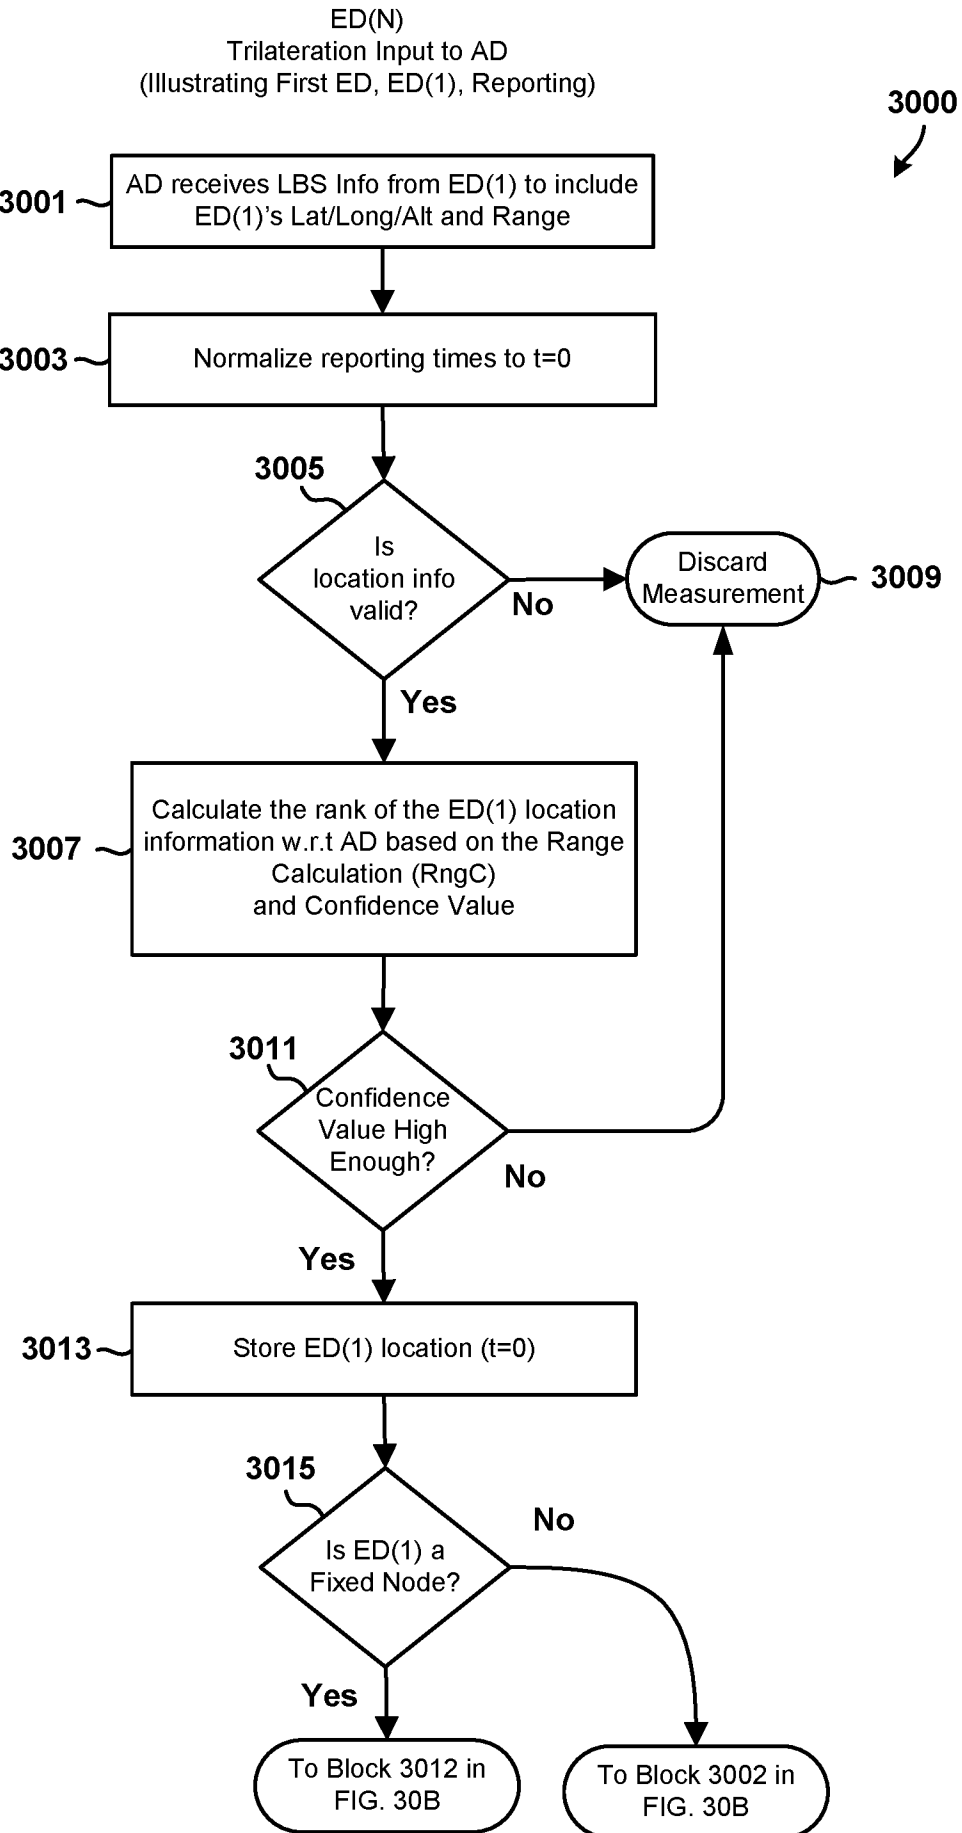 ED(N)
Trilateration Input to AD
(Illustrating First ED, ED(1), Reporting)
3000
3001
AD receives LBS Info from ED(1) to include
ED(1)'s Lat/Long/Alt and Range
3003
Normalize reporting times to t=0
3005
Is
location info
valid?
No
Discard
Measurement
3009
Yes
3007
Calculate the rank of the ED(1) location
information w.r.t AD based on the Range
Calculation (RngC)
and Confidence Value
3011
Confidence
Value High
Enough?
No
Yes
3013
Store ED(1) location (t=0)
3015
Is ED(1) a
Fixed Node?
No
Yes
To Block 3012 in
FIG. 30B
To Block 3002 in
FIG. 30B